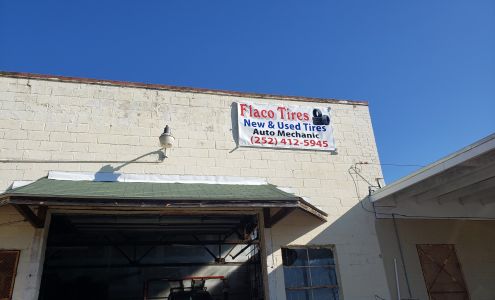 Flaco Tires
New & Used Tires
Auto Mechanic
(252) 412-5945